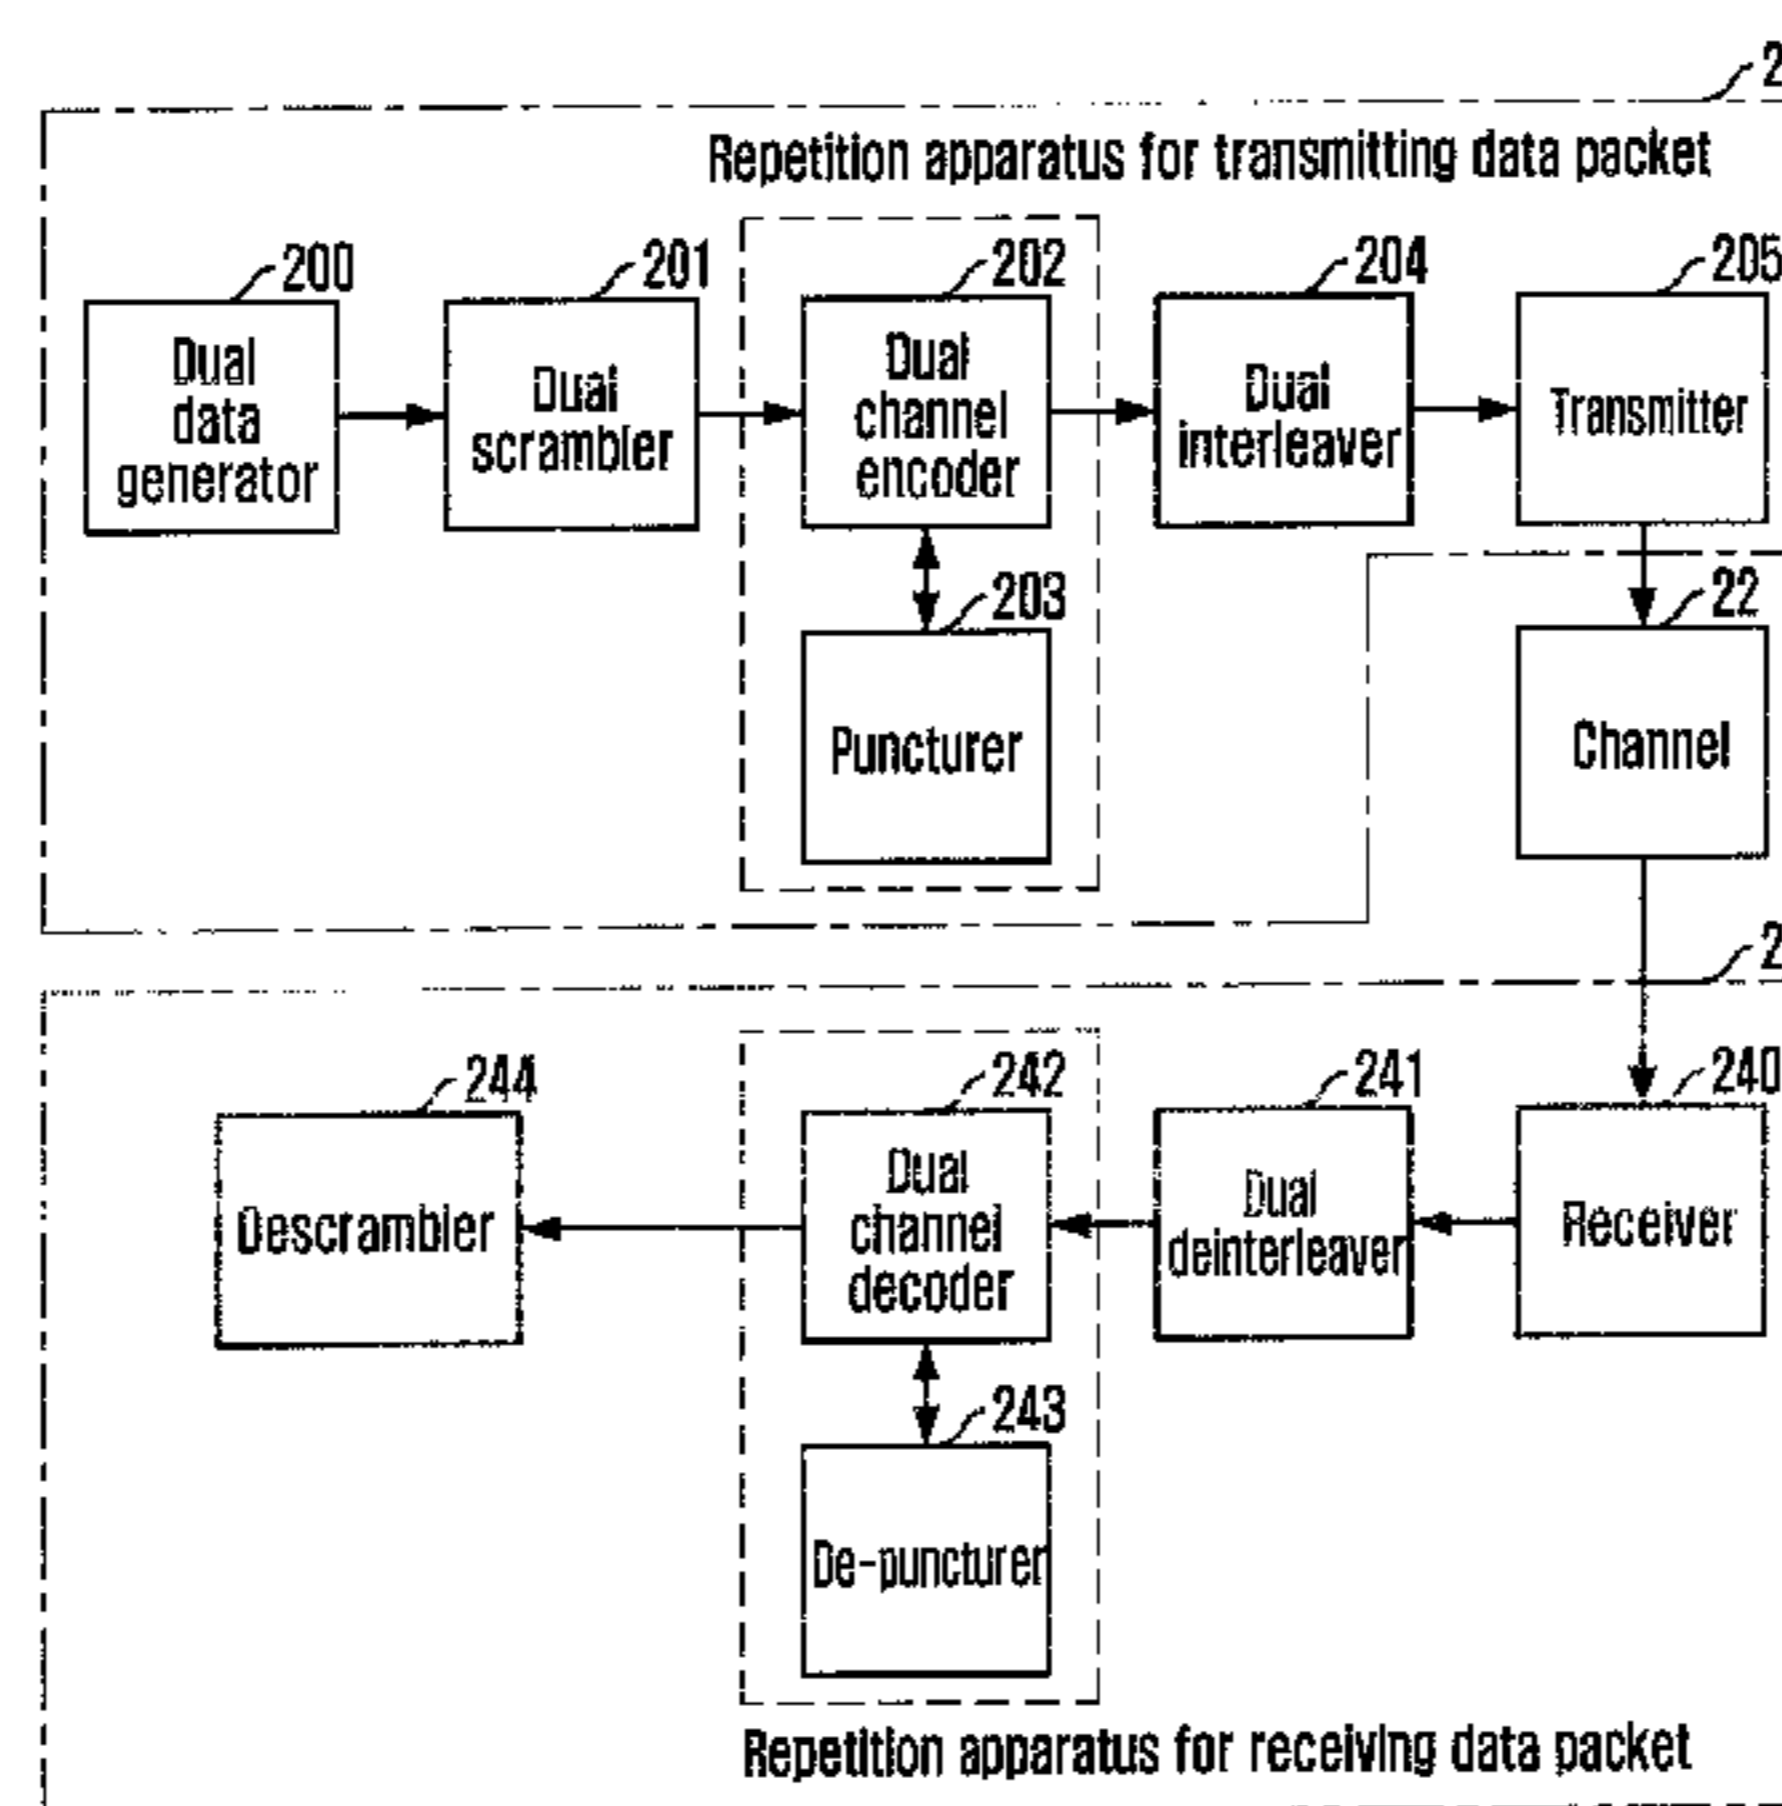 2
Repetition apparatus for transmitting data packet
200
201
202
204
205
Dual
data
generator
Dual
scrambler
Dual
channel
encoder
Dual
interleaver
Transmitter
203
22
Puncturer
Channel
2
244
242
241
240
Descrambler
Dual
channel
decoder
Dual
deinterleaver
Receiver
243
De-puncturer
Repetition apparatus for receiving data packet